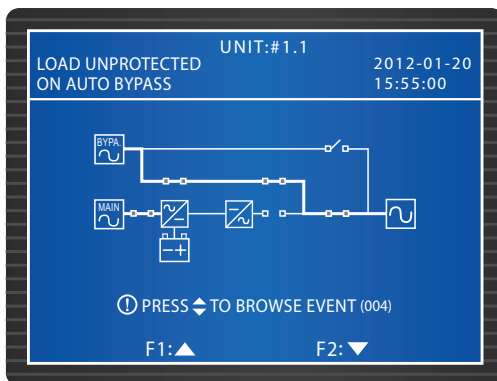 UNIT:#1.1
LOAD UNPROTECTED
2012-01-20
ON AUTO BYPASS
15:55:00
BYPA.
MAIN
PRESS TO BROWSE EVENT (004)
F1: F2: